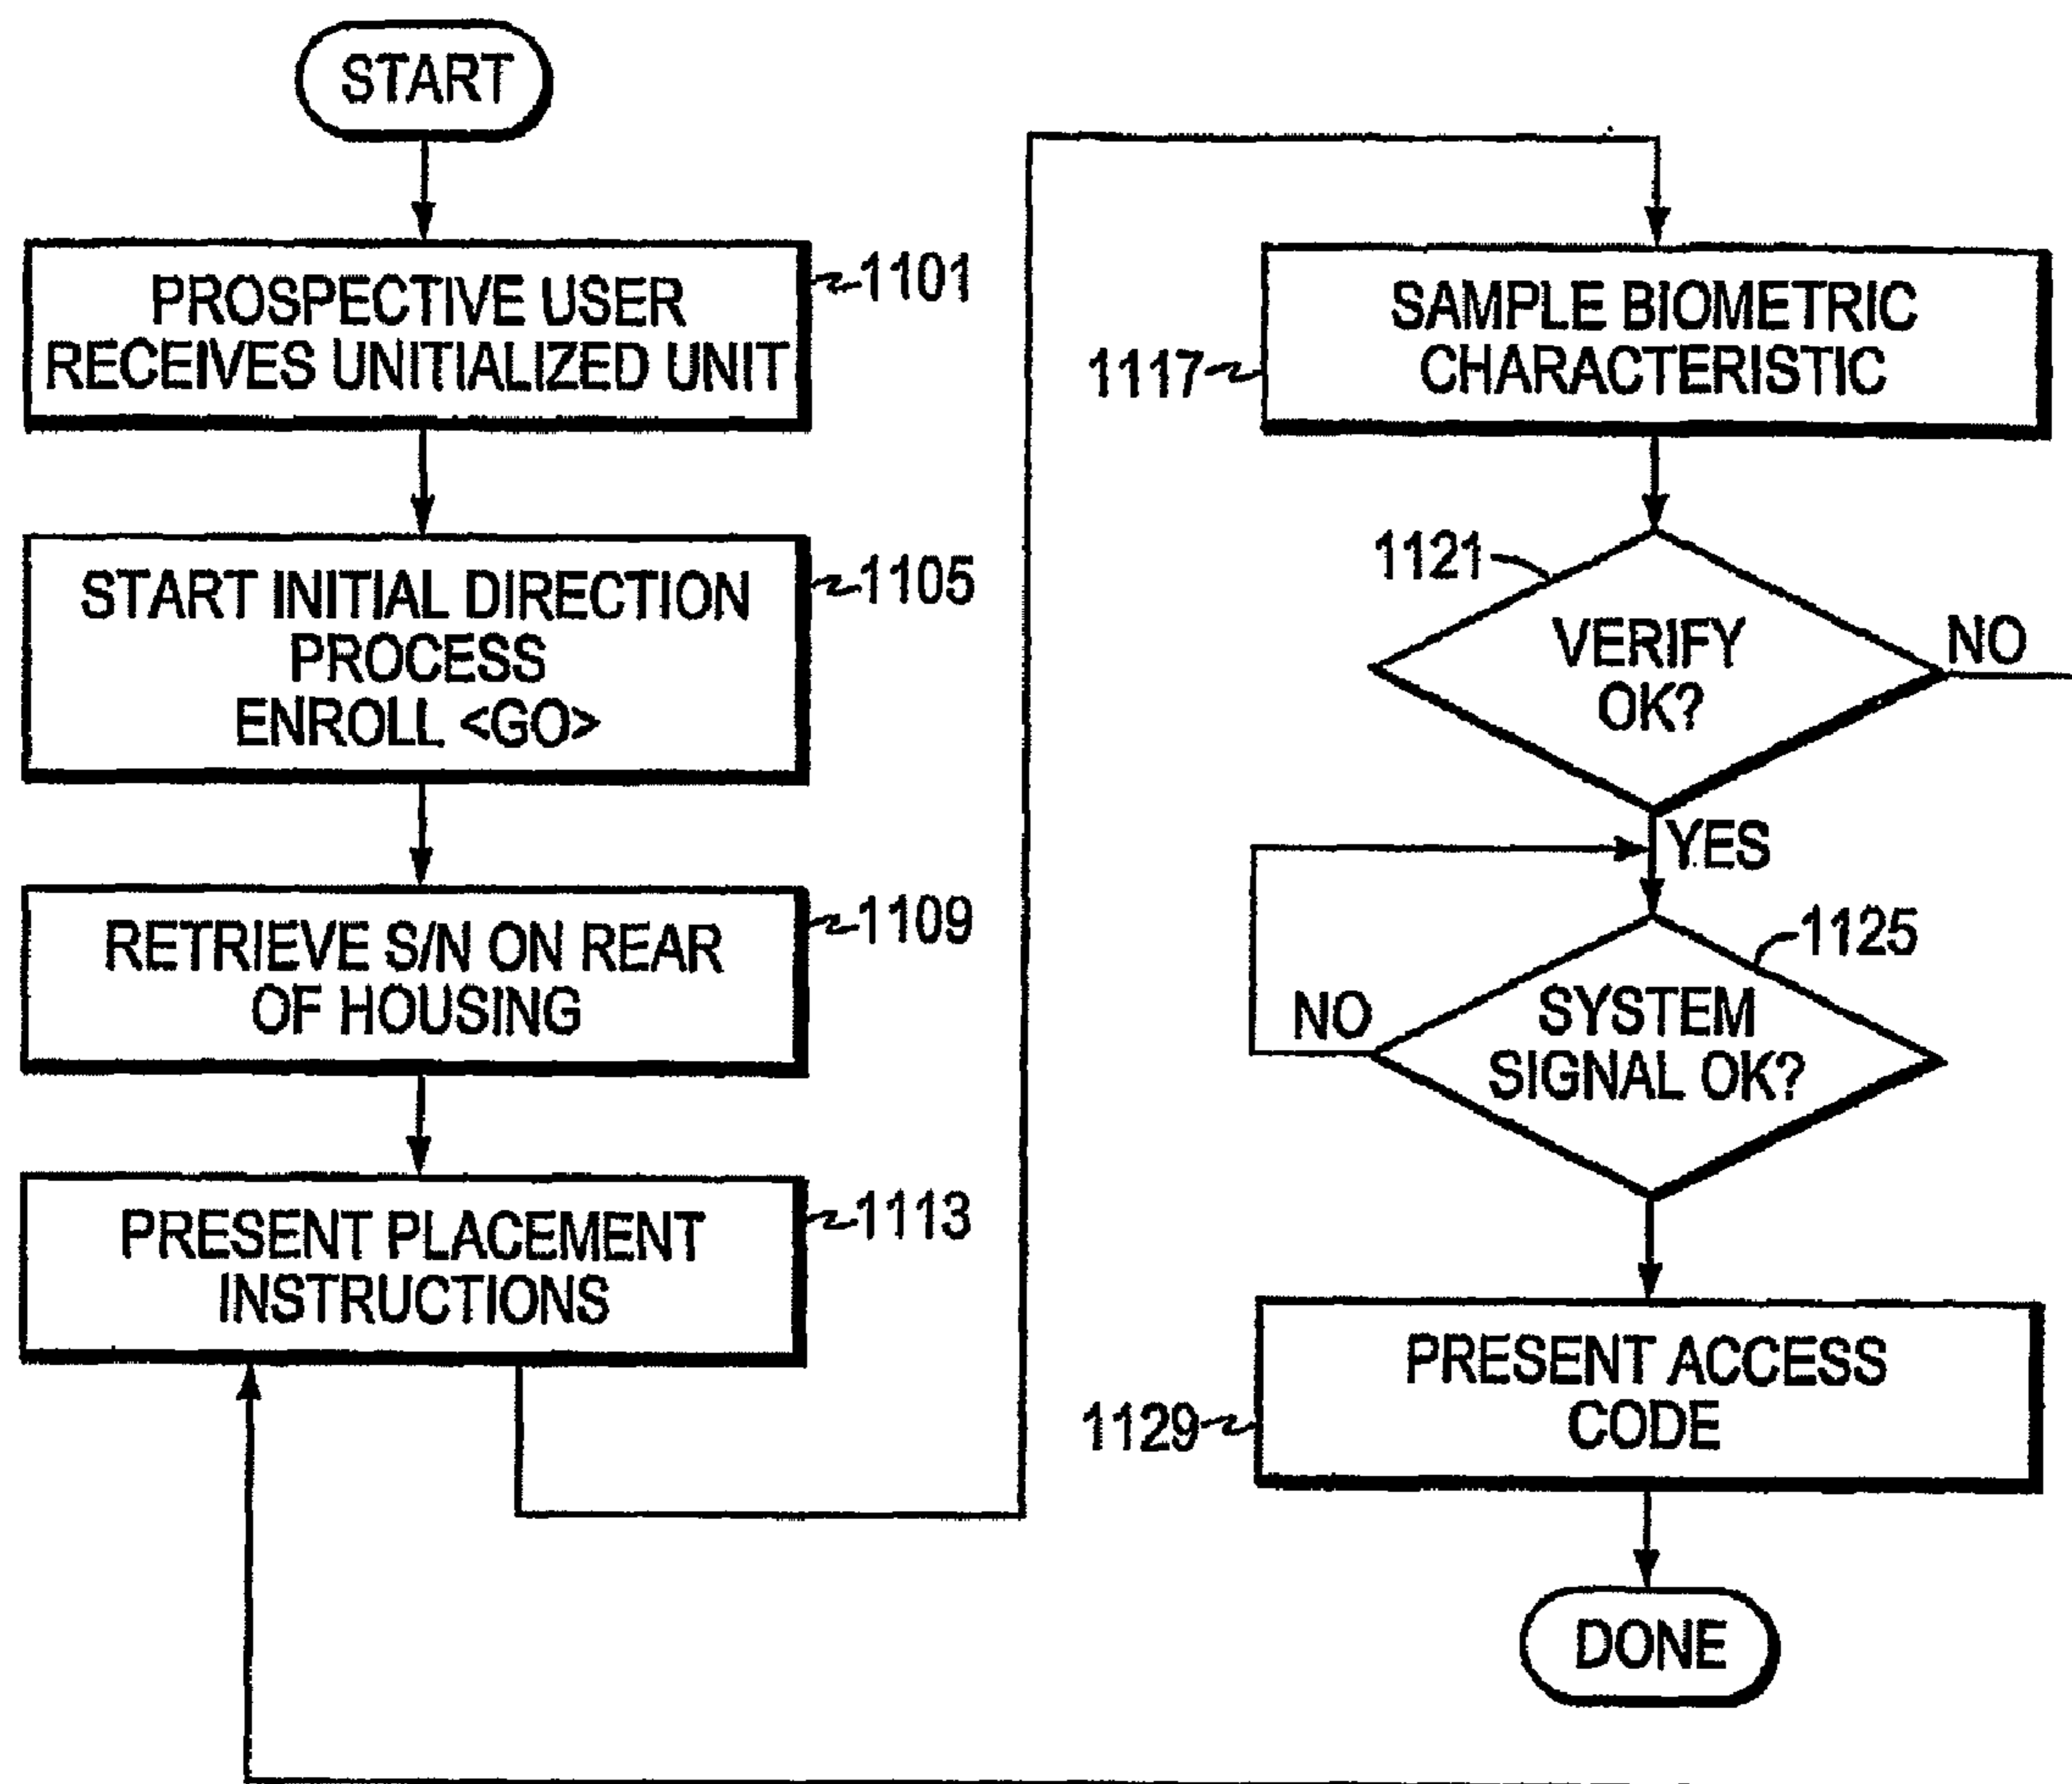 START
PROSPECTIVE USER
RECEIVES UNITIALIZED UNIT
1101
START INITIAL DIRECTION
PROCESS
ENROLL <GO>
1105
RETRIEVE S/N ON REAR
OF HOUSING
1109
PRESENT PLACEMENT
INSTRUCTIONS
1113
SAMPLE BIOMETRIC
CHARACTERISTIC
1117
1121
VERIFY
OK?
NO
YES
1125
SYSTEM
SIGNAL OK?
NO
PRESENT ACCESS
CODE
1129
DONE